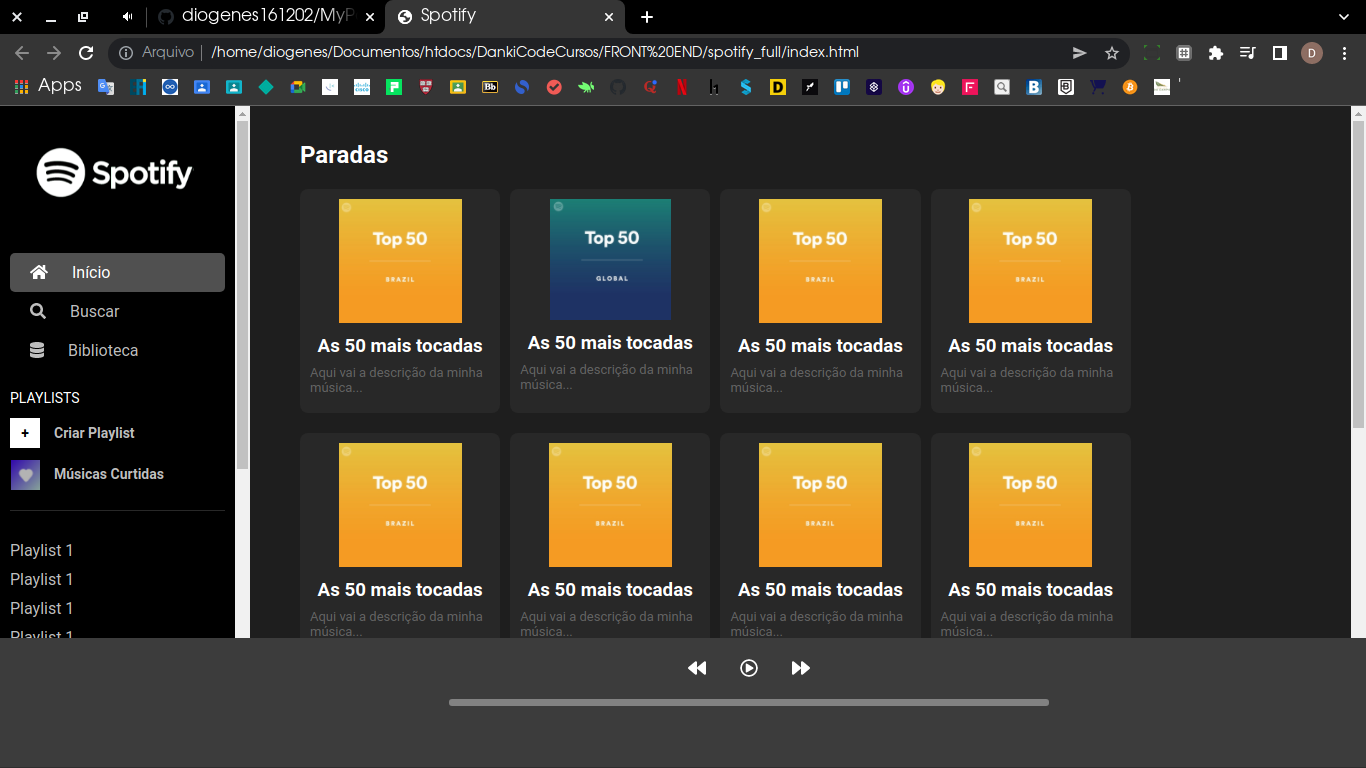 diogenes161202/MyP
Spotify
Arquivo
/home/diogenes/Documentos/htdocs/DankiCodeCursos/FRONT%20END/spotify_full/index.html
D
Apps
Bb
Spotify
Início
Buscar
Biblioteca
PLAYLISTS
+ Criar Playlist
Músicas Curtidas
Playlist 1
Playlist 1
Playlist 1
Playlist 1
Paradas
Top 50
BRAZIL
As 50 mais tocadas
Aqui vai a descrição da minha
música...
Top 50
GLOBAL
As 50 mais tocadas
Aqui vai a descrição da minha
música...
Top 50
BRAZIL
As 50 mais tocadas
Aqui vai a descrição da minha
música...
Top 50
BRAZIL
As 50 mais tocadas
Aqui vai a descrição da minha
música...
Top 50
BRAZIL
As 50 mais tocadas
Aqui vai a descrição da minha
música...
Top 50
BRAZIL
As 50 mais tocadas
Aqui vai a descrição da minha
música...
Top 50
BRAZIL
As 50 mais tocadas
Aqui vai a descrição da minha
música...
Top 50
BRAZIL
As 50 mais tocadas
Aqui vai a descrição da minha
música...